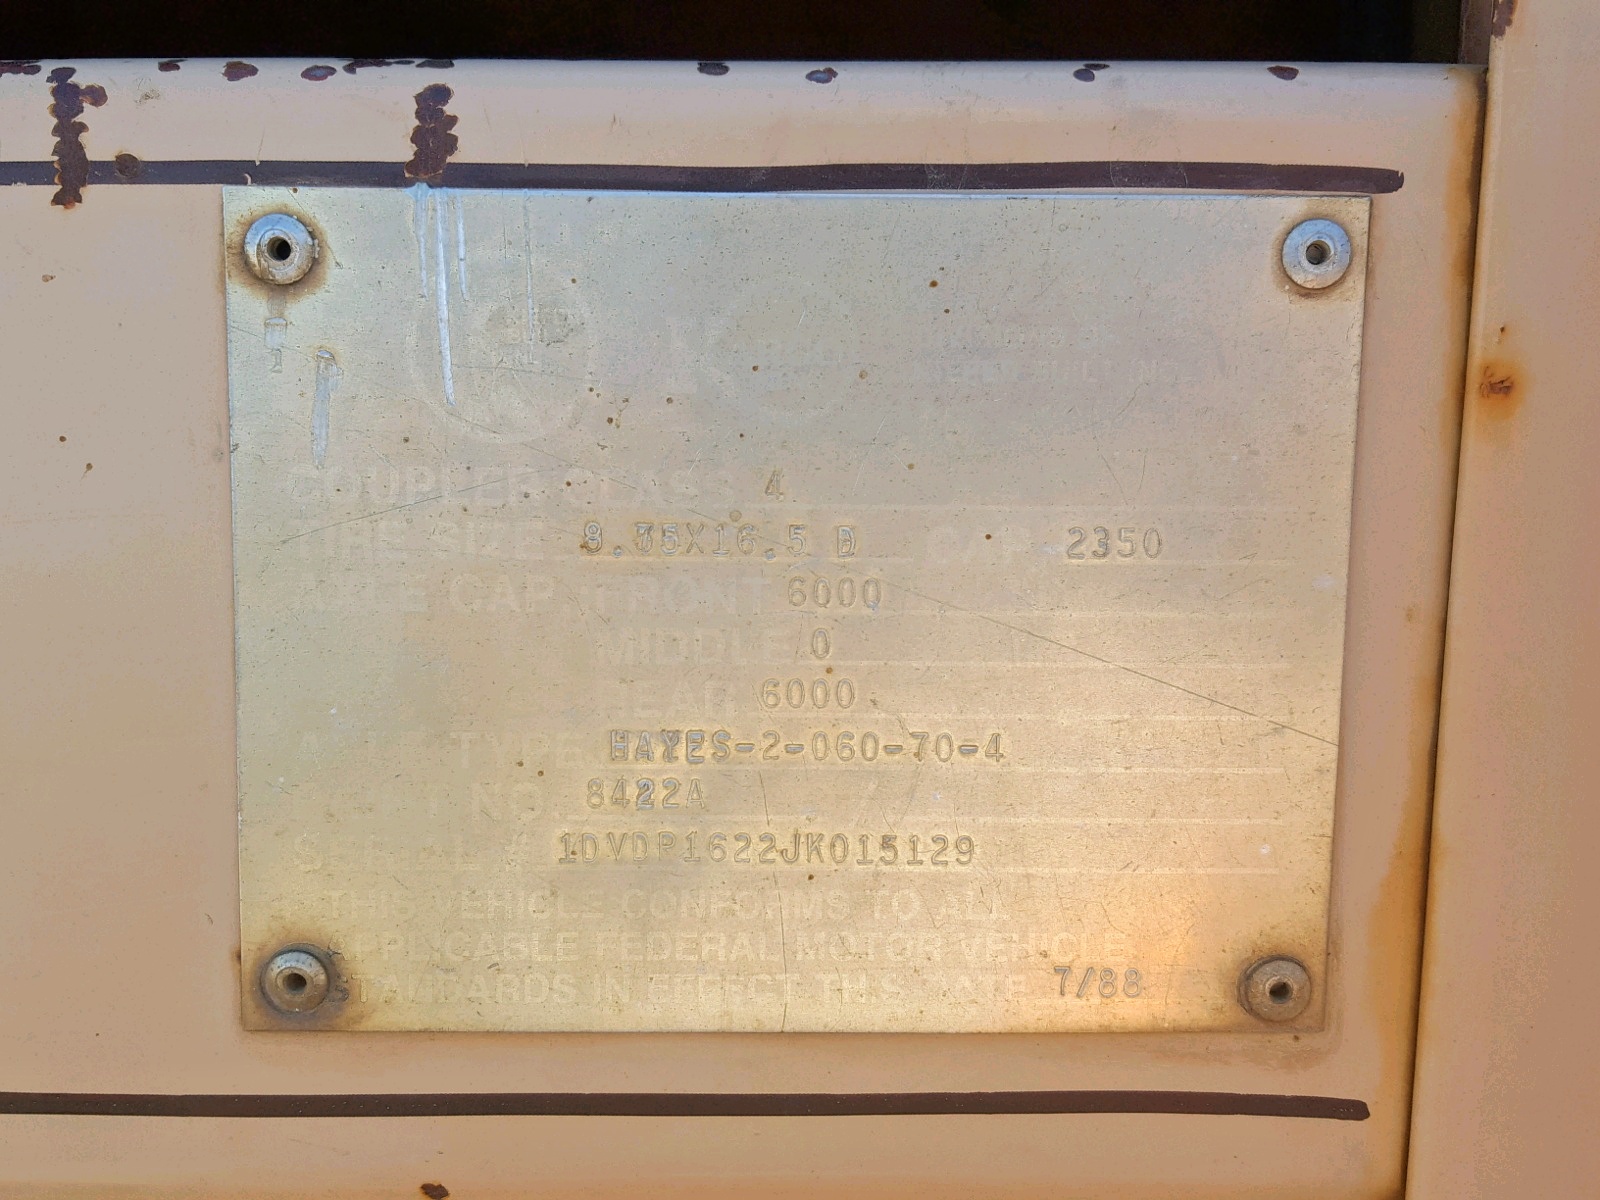 COUPLER CLASS 4
TIRE SIZE 8.75X16.5 D CAP. 2350
AXLE CAP. FRONT 6000
MIDDLE 0
REAR 6000
AXLE TYPE HAYES-2-060-70-4
NO. 8422A
SERIAL # 1DVDP1622JK015129
THIS VEHICLE CONFORMS TO ALL
APPLICABLE FEDERAL MOTOR VEHICLE
STANDARDS IN EFFECT THIS DATE 7/88